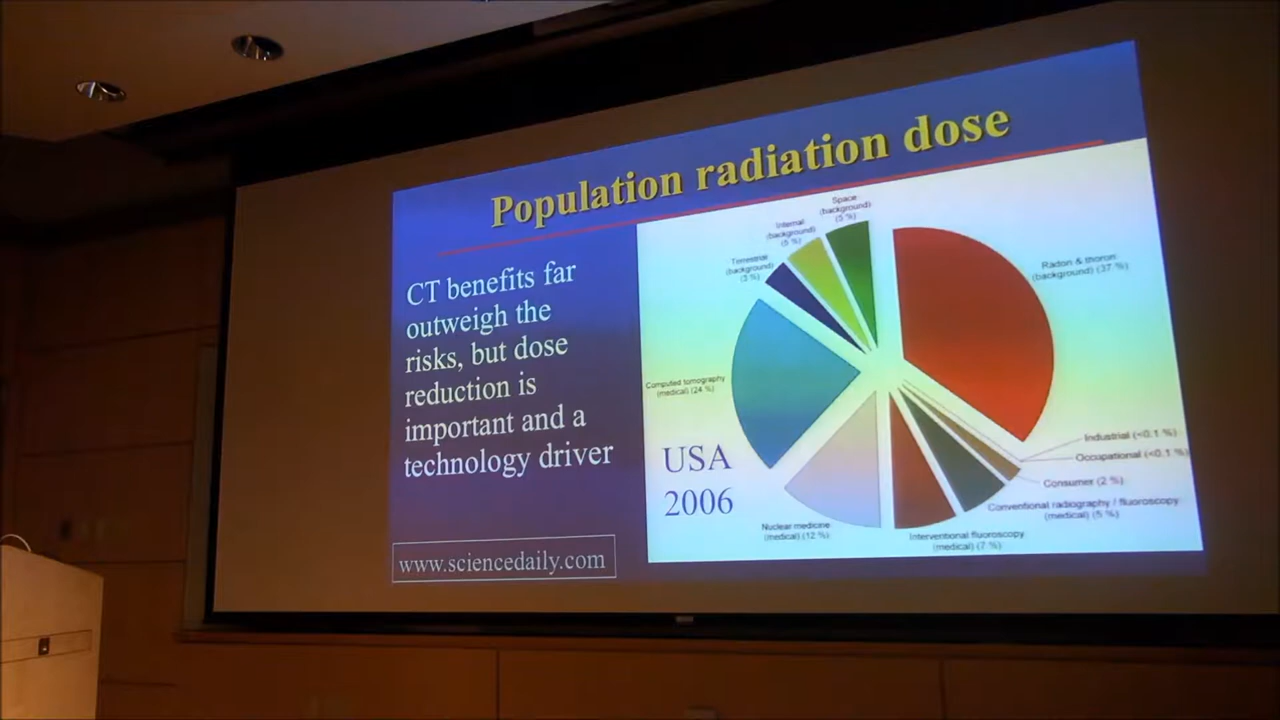 Population radiation dose
CT benefits far
outweigh the
risks, but dose
reduction is
important and a
technology driver
www.sciencedaily.com
Space
(background)
(5 %)
Internal
(background)
(5 %)
Terrestrial
(background)
(3 %)
Radon & thoron
(background) (37 %)
Computed tomography
(medical) (24 %)
Industrial (<0.1 %)
Occupational (<0.1 %)
Consumer (2 %)
Conventional radiography / fluoroscopy
(medical) (5 %)
Interventional fluoroscopy
(medical) (7 %)
Nuclear medicine
(medical) (12 %)
USA
2006